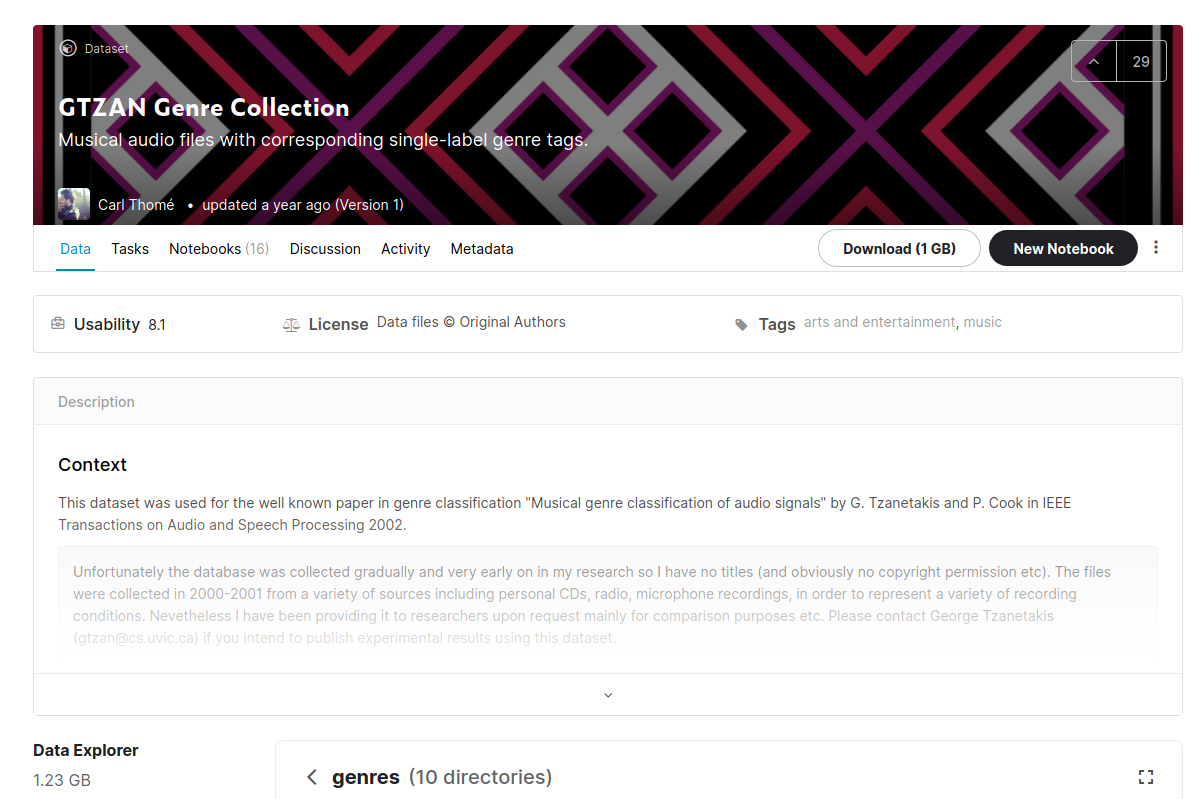 Dataset
29
GTZAN Genre Collection
Musical audio files with corresponding single-label genre tags.
Carl Thomé • updated a year ago (Version 1)
Data Tasks Notebooks (16) Discussion Activity Metadata Download (1 GB) New Notebook
Usability 8.1 License Data files © Original Authors Tags arts and entertainment, music
Description
Context
This dataset was used for the well known paper in genre classification "Musical genre classification of audio signals" by G. Tzanetakis and P. Cook in IEEE
Transactions on Audio and Speech Processing 2002.
Unfortunately the database was collected gradually and very early on in my research so I have no titles (and obviously no copyright permission etc). The files
were collected in 2000-2001 from a variety of sources including personal CDs, radio, microphone recordings, in order to represent a variety of recording
conditions. Nevetheless I have been providing it to researchers upon request mainly for comparison purposes etc. Please contact George Tzanetakis
(gtzan@cs.uvic.ca) if you intend to publish experimental results using this dataset.
Data Explorer
1.23 GB
genres (10 directories)